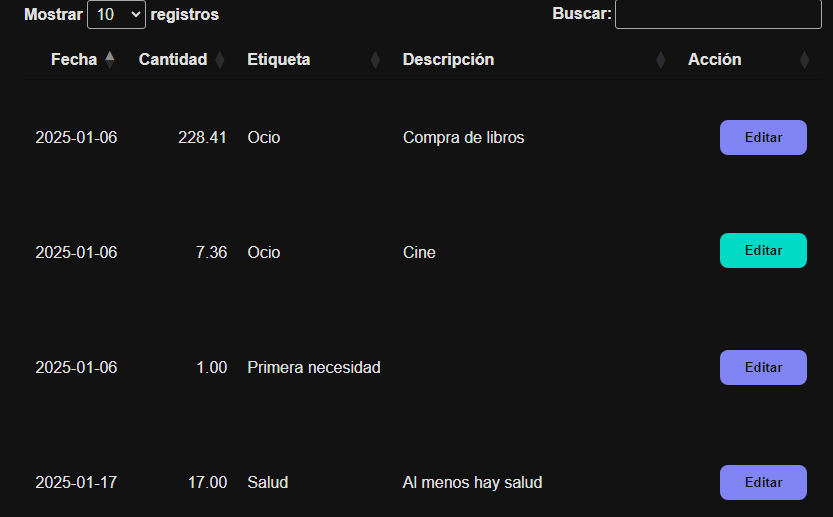 Mostrar 10 registros Buscar:
Fecha Cantidad Etiqueta Descripción Acción
2025-01-06 228.41 Ocio Compra de libros Editar
2025-01-06 7.36 Ocio Cine Editar
2025-01-06 1.00 Primera necesidad Editar
2025-01-17 17.00 Salud Al menos hay salud Editar